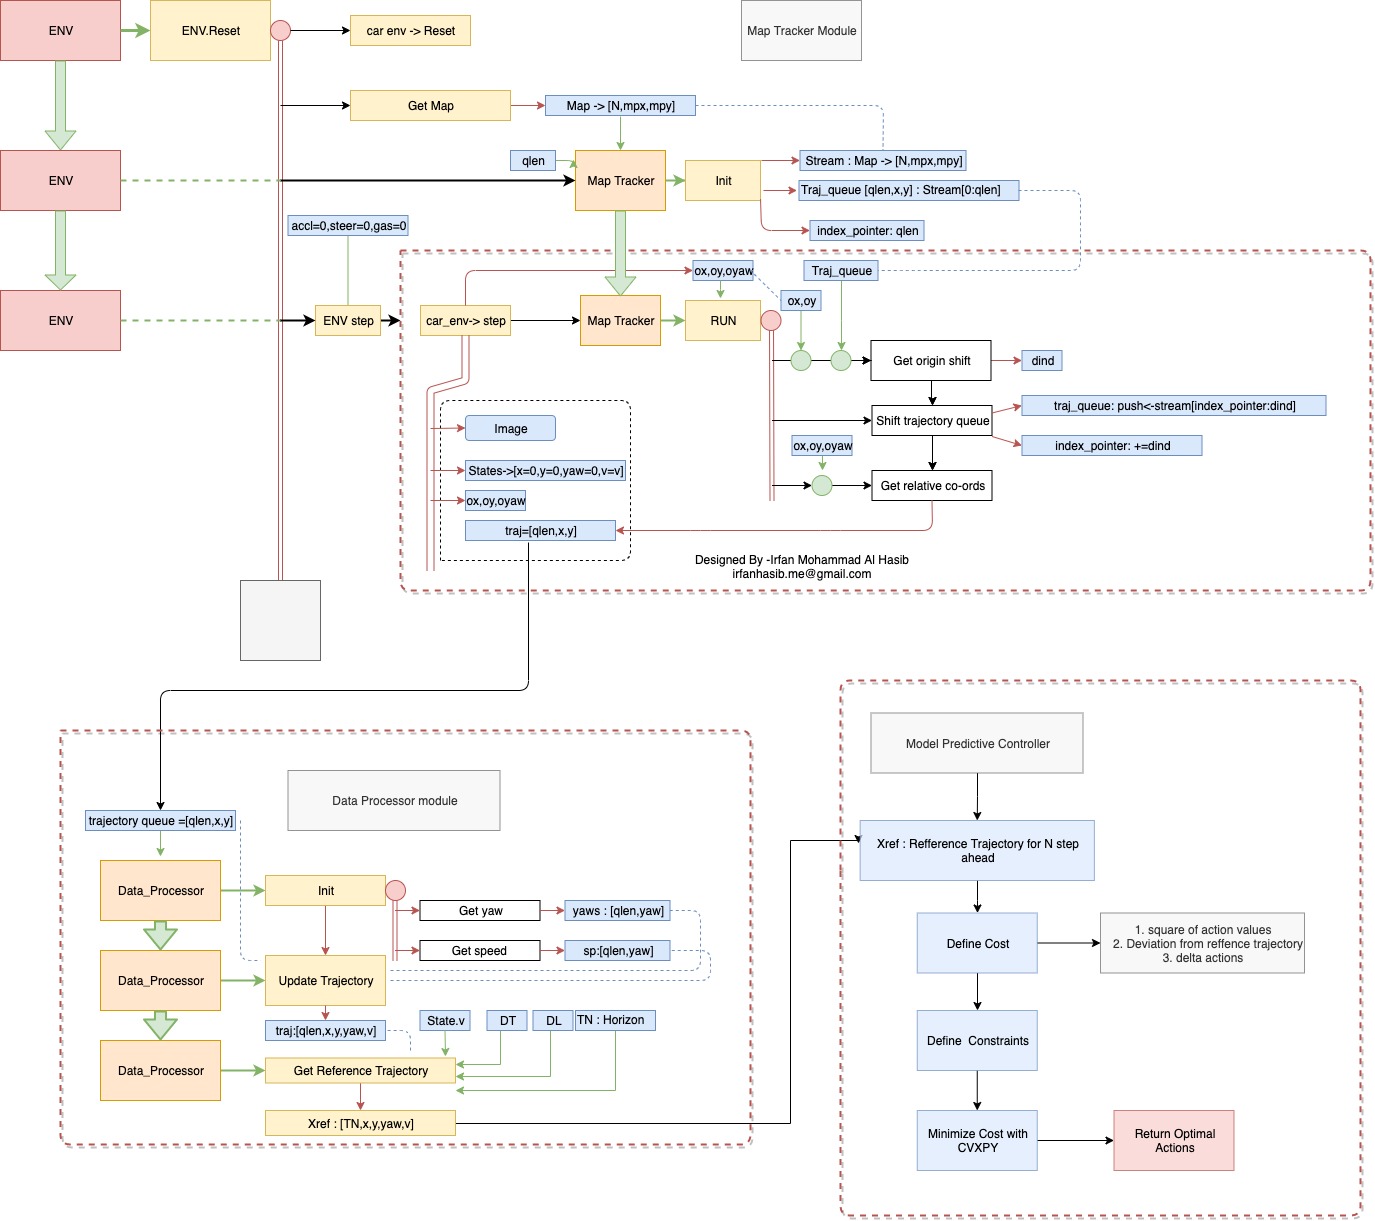 ENV
ENV.Reset
car env -> Reset
Map Tracker Module
Get Map
Map -> [N,mpx,mpy]
ENV
qlen
Map Tracker
Init
Stream : Map -> [N,mpx,mpy]
Traj_queue [qlen,x,y] : Stream[0:qlen]
index_pointer: qlen
accl=0,steer=0,gas=0
ENV
ENV step
car_env-> step
Map Tracker
RUN
ox,oy,oyaw
Traj_queue
ox,oy
Get origin shift
dind
Shift trajectory queue
traj_queue: push<-stream[index_pointer:dind]
index_pointer: +=dind
ox,oy,oyaw
Get relative co-ords
Image
States->[x=0,y=0,yaw=0,v=v]
ox,oy,oyaw
traj=[qlen,x,y]
Designed By -Irfan Mohammad Al Hasib
irfanhasib.me@gmail.com
Data Processor module
trajectory queue =[qlen,x,y]
Data_Processor
Init
Get yaw
yaws : [qlen,yaw]
Get speed
sp:[qlen,yaw]
Data_Processor
Update Trajectory
traj:[qlen,x,y,yaw,v]
State.v
DT
DL
TN : Horizon
Data_Processor
Get Reference Trajectory
Xref : [TN,x,y,yaw,v]
Model Predictive Controller
Xref : Refference Trajectory for N step
ahead
Define Cost
1. square of action values
2. Deviation from reffence trajectory
3. delta actions
Define  Constraints
Minimize Cost with
CVXPY
Return Optimal
Actions